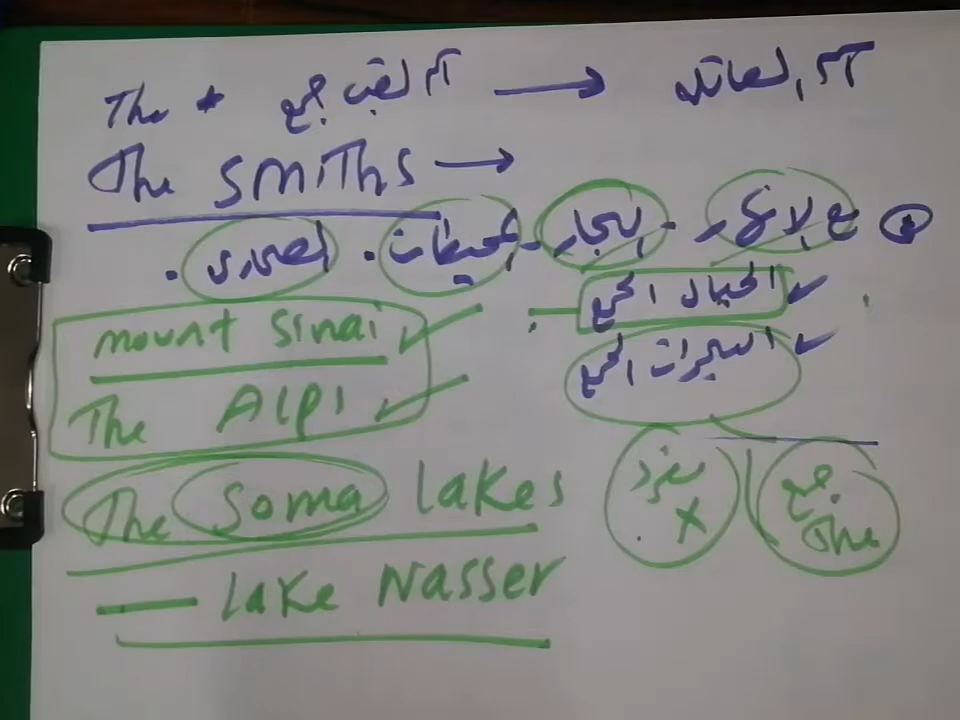 The * اسم لقب جمع → اسم العائلة
The SMITHS →
* مع الانهار - البحار - المحيطات . الصحارى .
الجبال الجمع ✓
mount Sinai ✓
البحيرات الجمع ✓
The Alps ✓
The Soma lakes
مفرد X | جمع The
— lake Nasser